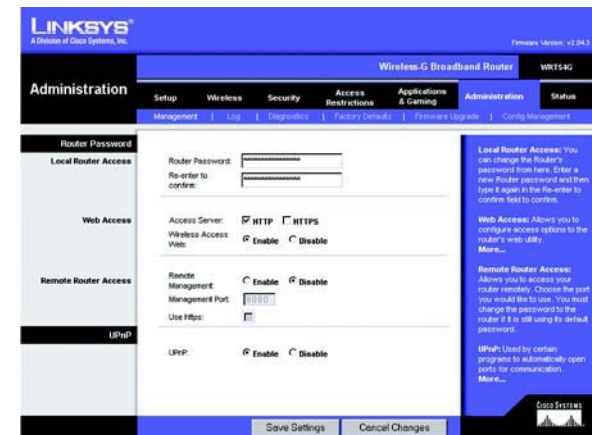 LINKSYS®
A Division of Cisco Systems, Inc.
Firmware Version: v2.04.3
Wireless-G Broadband Router WRT54G
Administration
Setup Wireless Security Access Restrictions Applications & Gaming Administration Status
Management | Log | Diagnostics | Factory Defaults | Firmware Upgrade | Config Management
Router Password
Local Router Access
Router Password:
Re-enter to
confirm:
Web Access
Access Server: HTTP HTTPS
Wireless Access
Web: Enable Disable
Remote Router Access
Remote
Management: Enable Disable
Management Port: 8080
Use https:
UPnP
UPnP: Enable Disable
Local Router Access: You
can change the Router's
password from here. Enter a
new Router password and then
type it again in the Re-enter to
confirm field to confirm.
Web Access: Allows you to
configure access options to the
router's web utility.
More...
Remote Router Access:
Allows you to access your
router remotely. Choose the port
you would like to use. You must
change the password to the
router if it is still using its default
password.
UPnP: Used by certain
programs to automatically open
ports for communication.
More...
Save Settings Cancel Changes
CISCO SYSTEMS